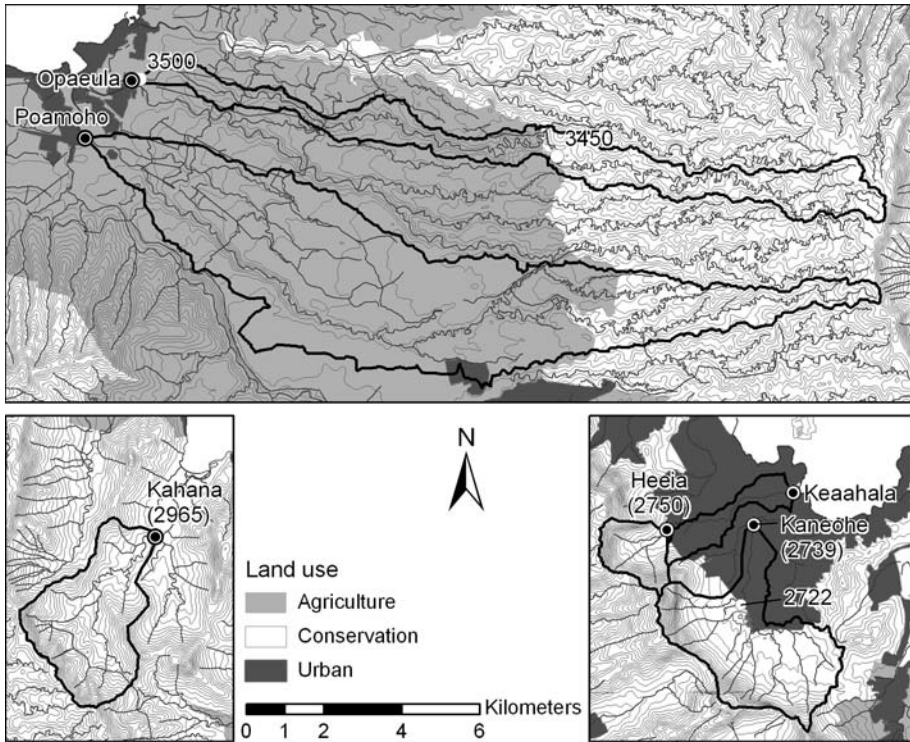 3500
Opaeula
Poamoho
3450
Kahana
(2965)
N
Land use
Agriculture
Conservation
Urban
Kilometers
0 1 2 4 6
Heeia
(2750)
Keaahala
Kaneohe
(2739)
2722